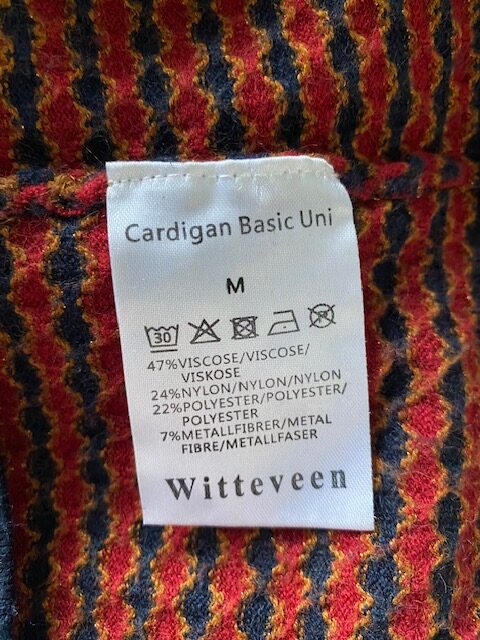 Cardigan Basic Uni
M
30
47%VISCOSE/VISCOSE/
VISKOSE
24%NYLON/NYLON/NYLON
22%POLYESTER/POLYESTER/
POLYESTER
7%METALLFIBRER/METAL
FIBRE/METALLFASER
Witteveen